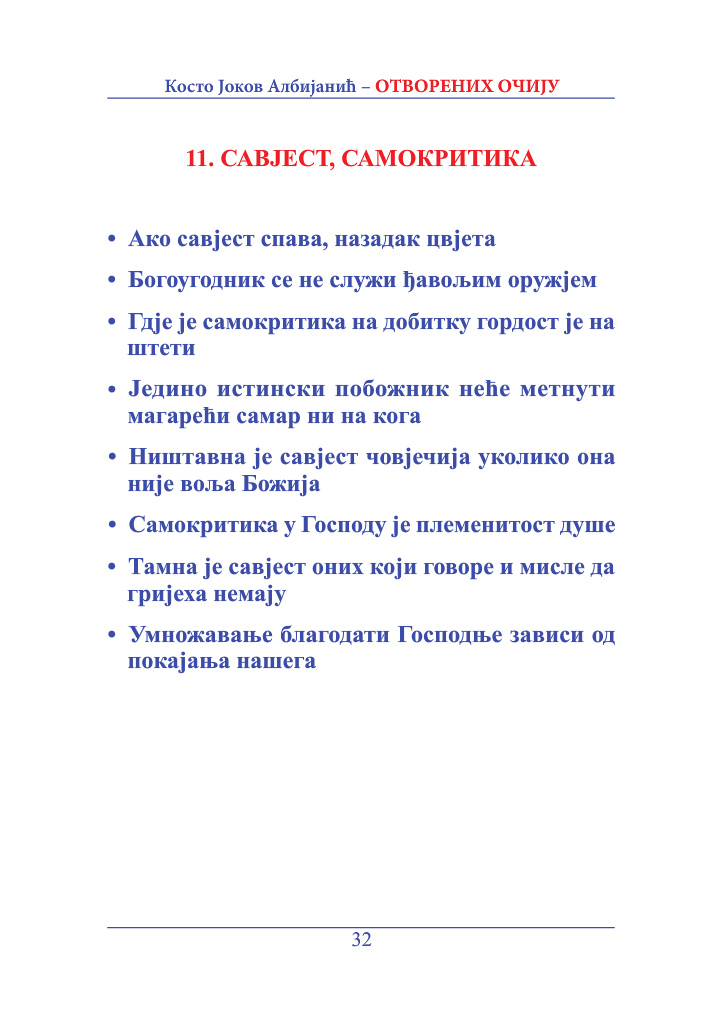 Косто Јоков Албијанић – ОТВОРЕНИХ ОЧИЈУ
11. САВЈЕСТ, САМОКРИТИКА
• Ако савјест спава, назадак цвјета
• Богоугодник се не служи ђавољим оружјем
• Гдје је самокритика на добитку гордост је на
штети
• Једино истински побожник неће метнути
магарећи самар ни на кога
• Ништавна је савјест човјечија уколико она
није воља Божија
• Самокритика у Господу је племенитост душе
• Тамна је савјест оних који говоре и мисле да
гријеха немају
• Умножавање благодати Господње зависи од
покајања нашега
32